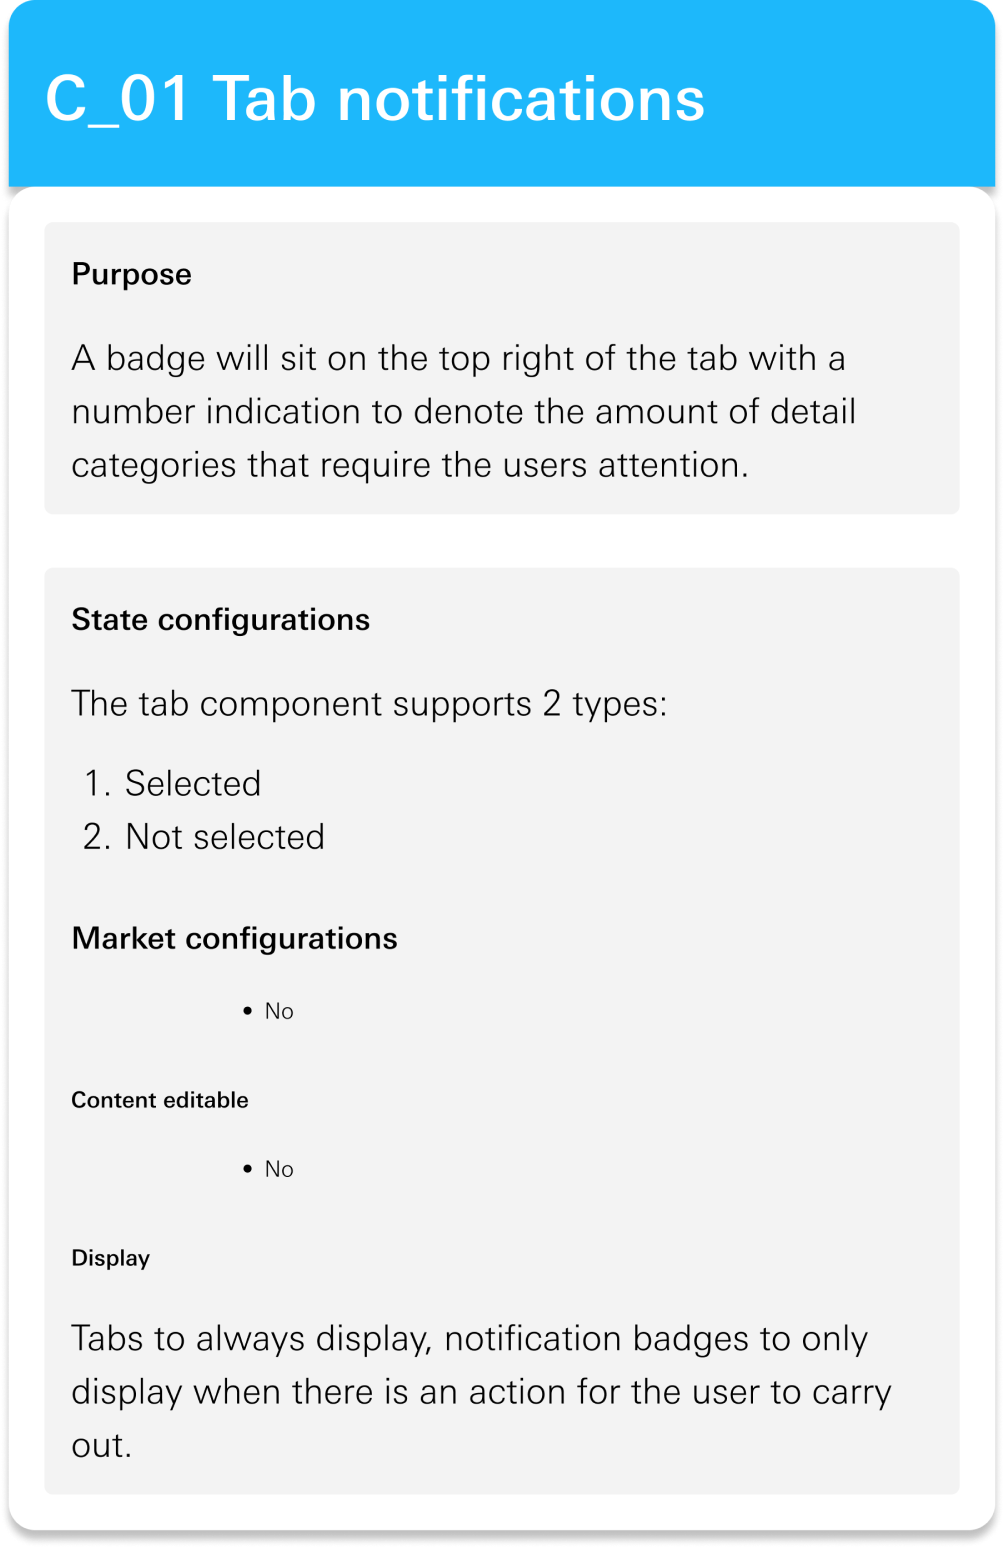 C_01 Tab notifications
Purpose
A badge will sit on the top right of the tab with a
number indication to denote the amount of detail
categories that require the users attention.
State configurations
The tab component supports 2 types:
1. Selected
2. Not selected
Market configurations
• No
Content editable
• No
Display
Tabs to always display, notification badges to only
display when there is an action for the user to carry
out.